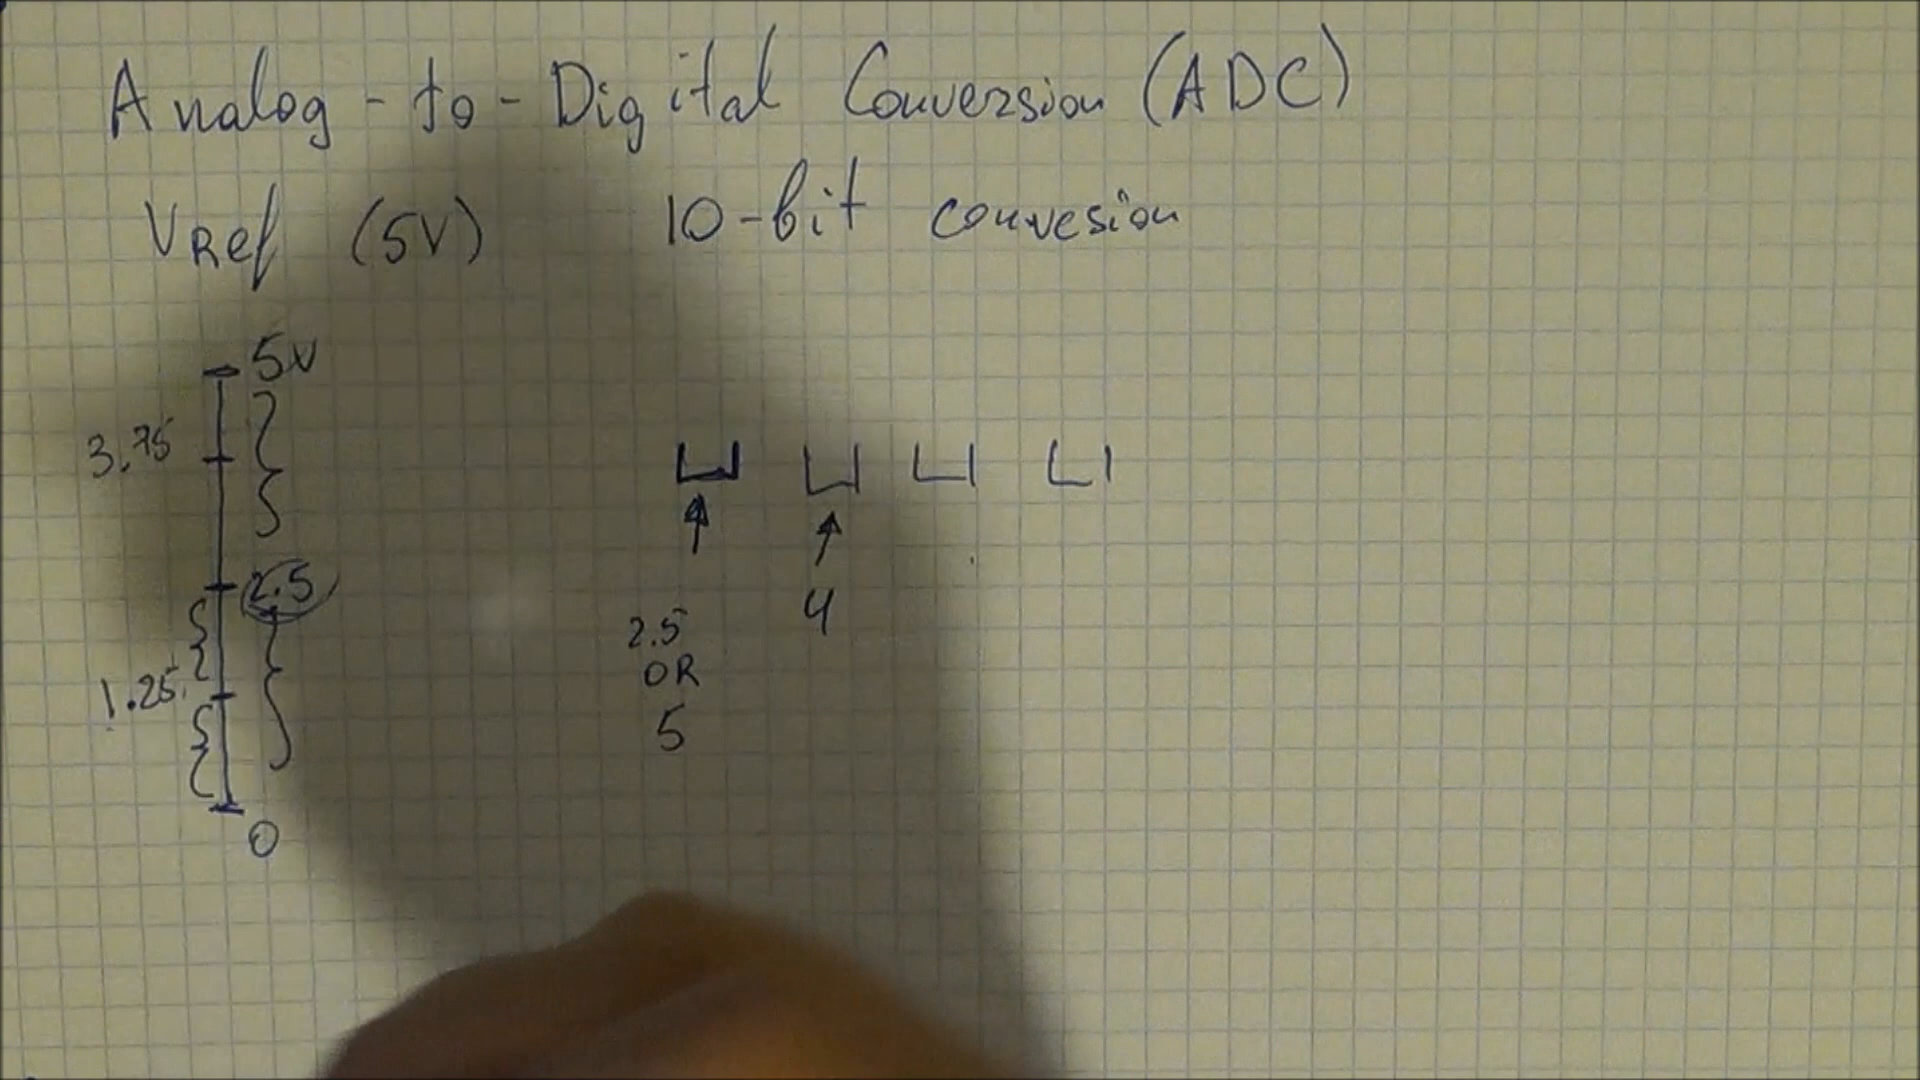 Analog-to-Digital Conversion (ADC)
VRef (5V) 10-bit convesion
5V
3.75
2.5
1.25
0
4
2.5
OR
5